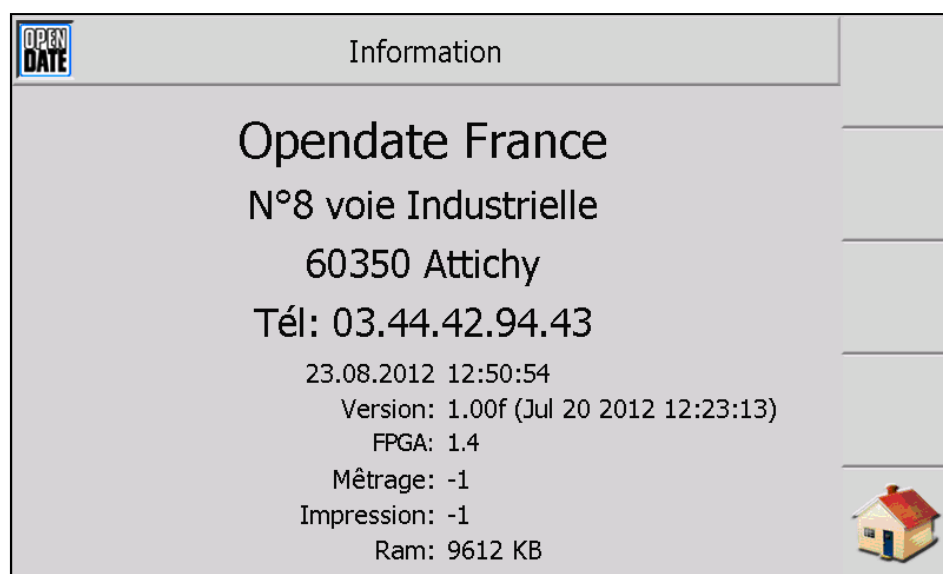 OPEN
DATE
Information
Opendate France
N°8 voie Industrielle
60350 Attichy
Tél: 03.44.42.94.43
23.08.2012 12:50:54
Version: 1.00f (Jul 20 2012 12:23:13)
FPGA: 1.4
Mêtrage: -1
Impression: -1
Ram: 9612 KB